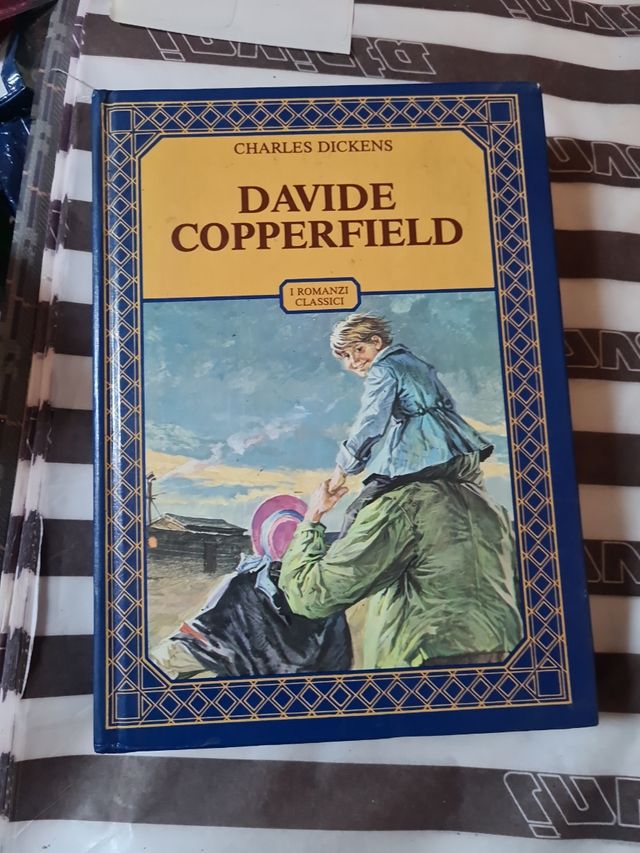 CHARLES DICKENS
DAVIDE
COPPERFIELD
I ROMANZI
CLASSICI